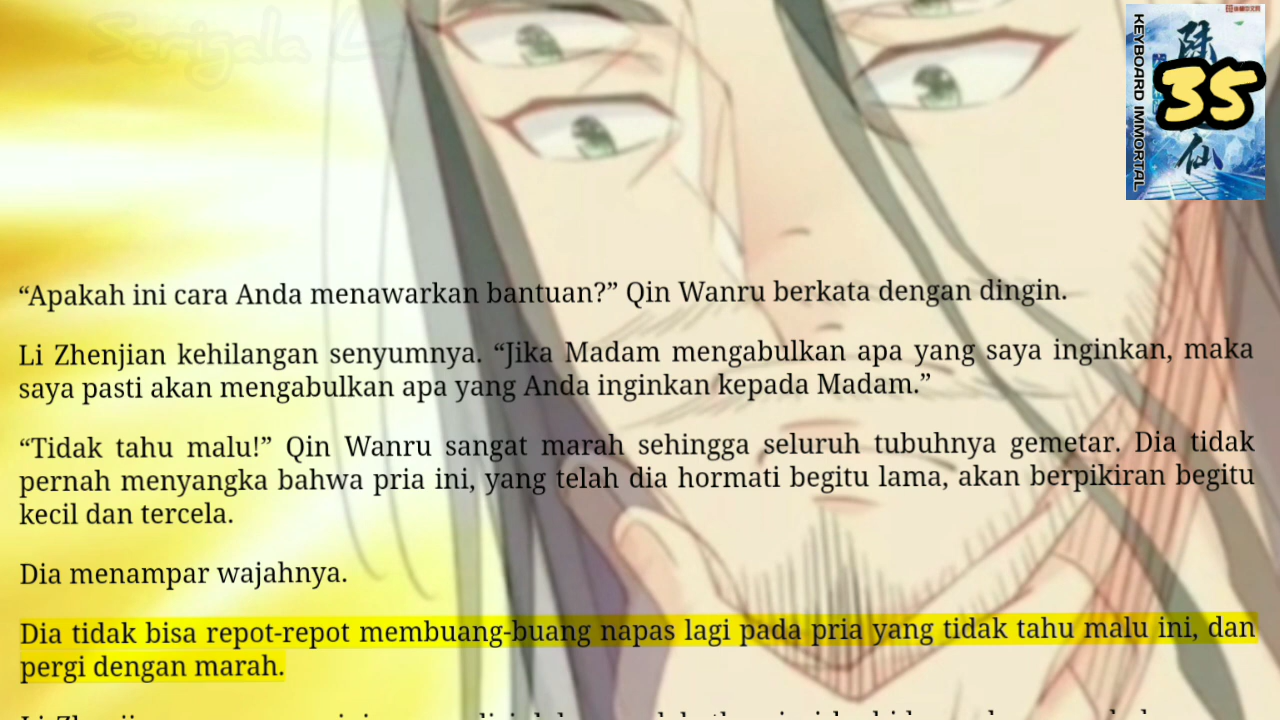 Serigala
KEYBOARD IMMORTAL
35
仙
“Apakah ini cara Anda menawarkan bantuan?” Qin Wanru berkata dengan dingin.
Li Zhenjian kehilangan senyumnya. “Jika Madam mengabulkan apa yang saya inginkan, maka
saya pasti akan mengabulkan apa yang Anda inginkan kepada Madam.”
“Tidak tahu malu!” Qin Wanru sangat marah sehingga seluruh tubuhnya gemetar. Dia tidak
pernah menyangka bahwa pria ini, yang telah dia hormati begitu lama, akan berpikiran begitu
kecil dan tercela.
Dia menampar wajahnya.
Dia tidak bisa repot-repot membuang-buang napas lagi pada pria yang tidak tahu malu ini, dan
pergi dengan marah.